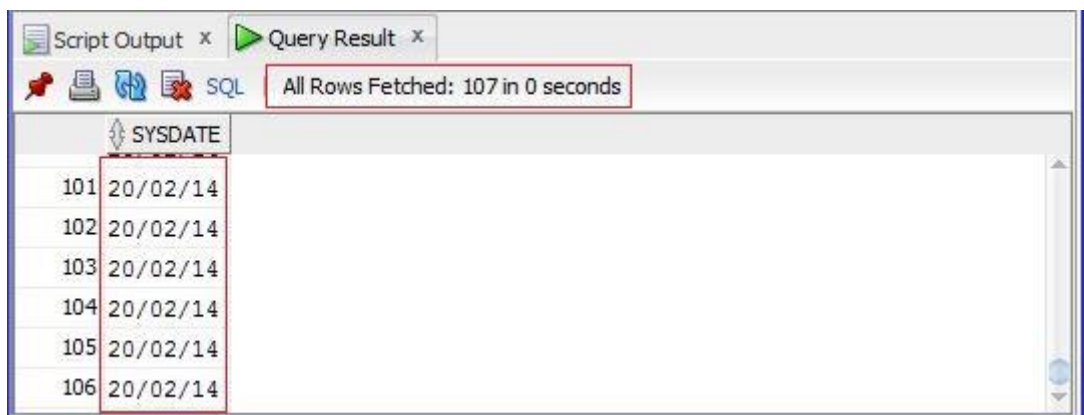 Script Output x Query Result x
SQL All Rows Fetched: 107 in 0 seconds
SYSDATE
101 20/02/14
102 20/02/14
103 20/02/14
104 20/02/14
105 20/02/14
106 20/02/14